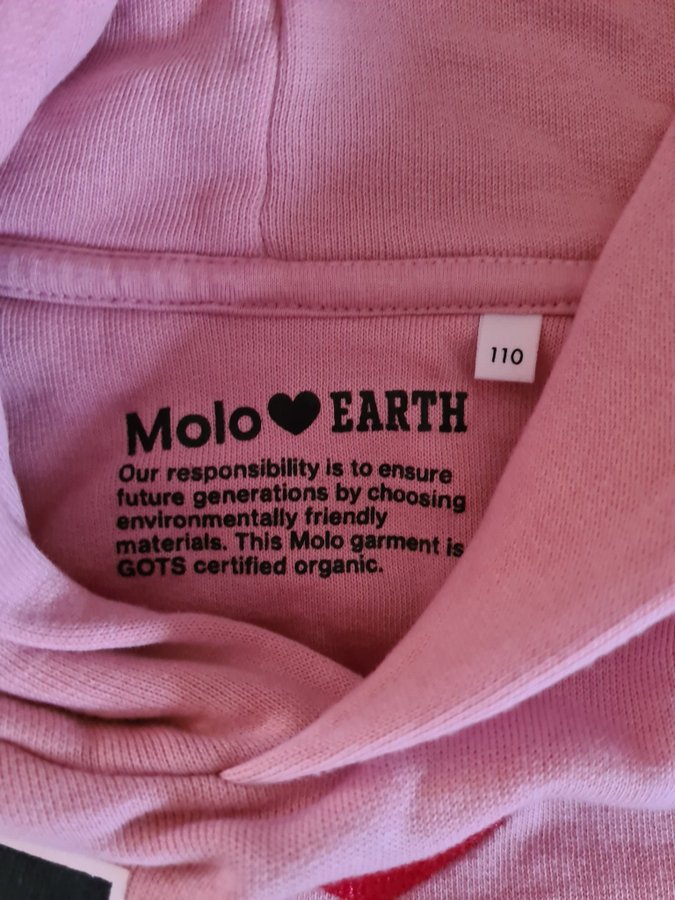 110
Molo EARTH
Our responsibility is to ensure
future generations by choosing
environmentally friendly
materials. This Molo garment is
GOTS certified organic.